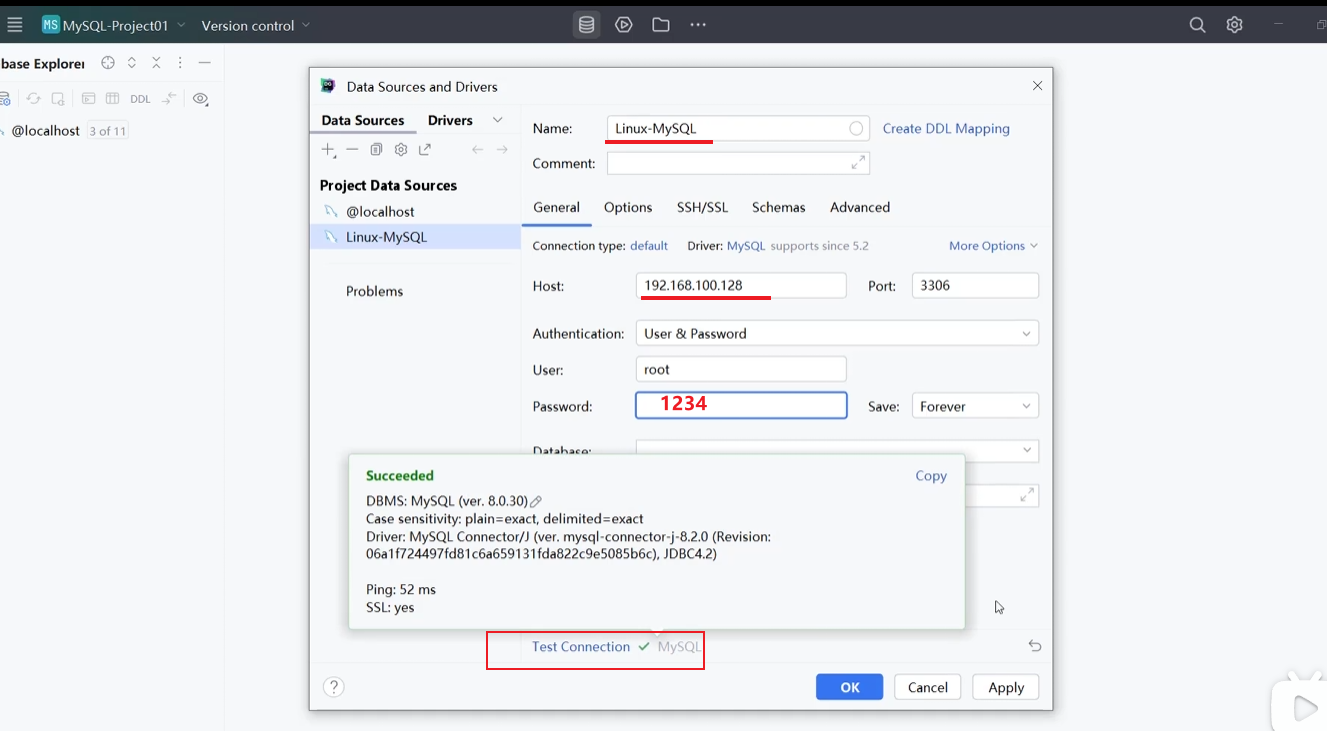 MS MySQL-Project01 Version control
base Explorer
DDL
@localhost 3 of 11
Data Sources and Drivers
Data Sources Drivers
Project Data Sources
@localhost
Linux-MySQL
Problems
Name: Linux-MySQL Create DDL Mapping
Comment:
General Options SSH/SSL Schemas Advanced
Connection type: default Driver: MySQL supports since 5.2 More Options
Host: 192.168.100.128 Port: 3306
Authentication: User & Password
User: root
Password: 1234 Save: Forever
Database:
Succeeded Copy
DBMS: MySQL (ver. 8.0.30)
Case sensitivity: plain=exact, delimited=exact
Driver: MySQL Connector/J (ver. mysql-connector-j-8.2.0 (Revision:
06a1f724497fd81c6a659131fda822c9e5085b6c), JDBC4.2)
Ping: 52 ms
SSL: yes
Test Connection MySQL
? OK Cancel Apply